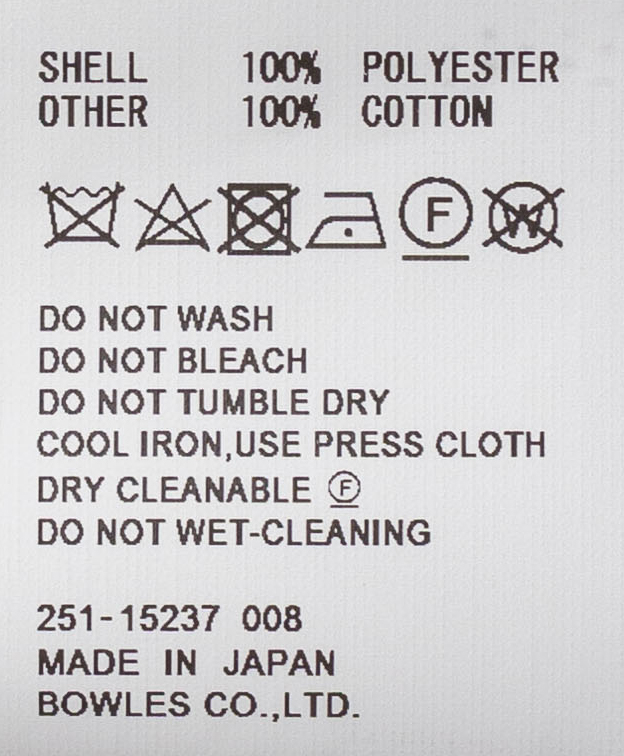 SHELL 100% POLYESTER
OTHER 100% COTTON
F W
DO NOT WASH
DO NOT BLEACH
DO NOT TUMBLE DRY
COOL IRON,USE PRESS CLOTH
DRY CLEANABLE Ⓕ
DO NOT WET-CLEANING
251-15237 008
MADE IN JAPAN
BOWLES CO.,LTD.